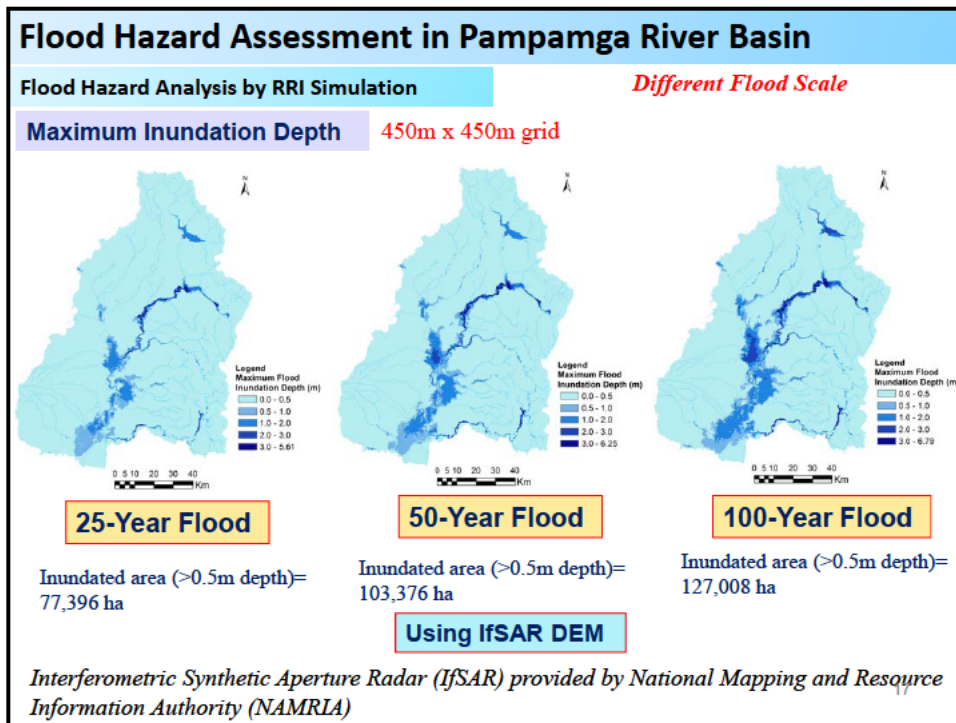 Flood Hazard Assessment in Pampamga River Basin
Flood Hazard Analysis by RRI Simulation
Different Flood Scale
Maximum Inundation Depth
450m x 450m grid
N
Legend
Maximum Flood
Inundation Depth (m)
0.0 - 0.5
0.5 - 1.0
1.0 - 2.0
2.0 - 3.0
3.0 - 5.61
0 5 10 20 30 40
Km
N
Legend
Maximum Flood
Inundation Depth (m)
0.0 - 0.5
0.5 - 1.0
1.0 - 2.0
2.0 - 3.0
3.0 - 6.25
0 5 10 20 30 40
Km
N
Legend
Maximum Flood
Inundation Depth (m)
0.0 - 0.5
0.5 - 1.0
1.0 - 2.0
2.0 - 3.0
3.0 - 6.79
0 5 10 20 30 40
Km
25-Year Flood
50-Year Flood
100-Year Flood
Inundated area (>0.5m depth)=
77,396 ha
Inundated area (>0.5m depth)=
103,376 ha
Inundated area (>0.5m depth)=
127,008 ha
Using IfSAR DEM
Interferometric Synthetic Aperture Radar (IfSAR) provided by National Mapping and Resource
Information Authority (NAMRIA)
17